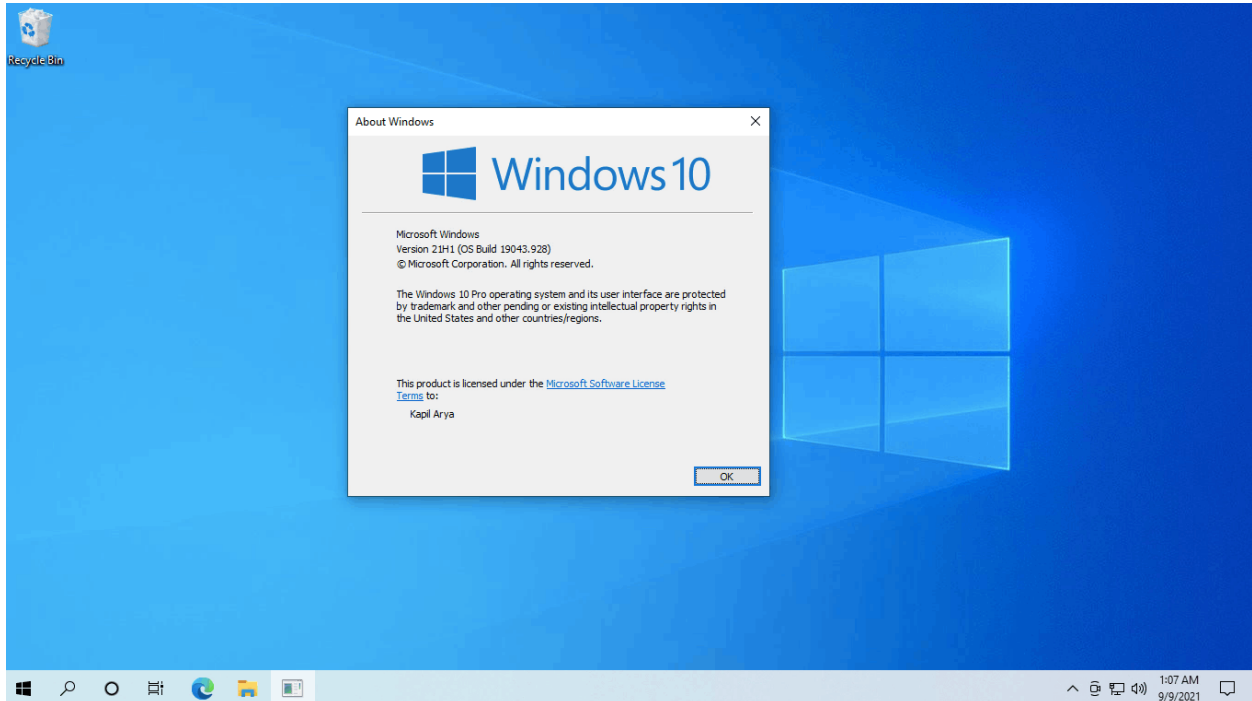 Recycle Bin
About Windows
Windows 10
Microsoft Windows
Version 21H1 (OS Build 19043.928)
© Microsoft Corporation. All rights reserved.
The Windows 10 Pro operating system and its user interface are protected
by trademark and other pending or existing intellectual property rights in
the United States and other countries/regions.
This product is licensed under the Microsoft Software License
Terms to:
Kapil Arya
OK
1:07 AM
9/9/2021